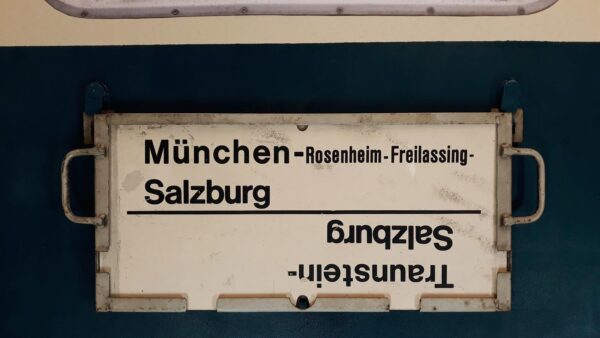 München-Rosenheim-Freilassing-
Salzburg
Traunstein-
Salzburg